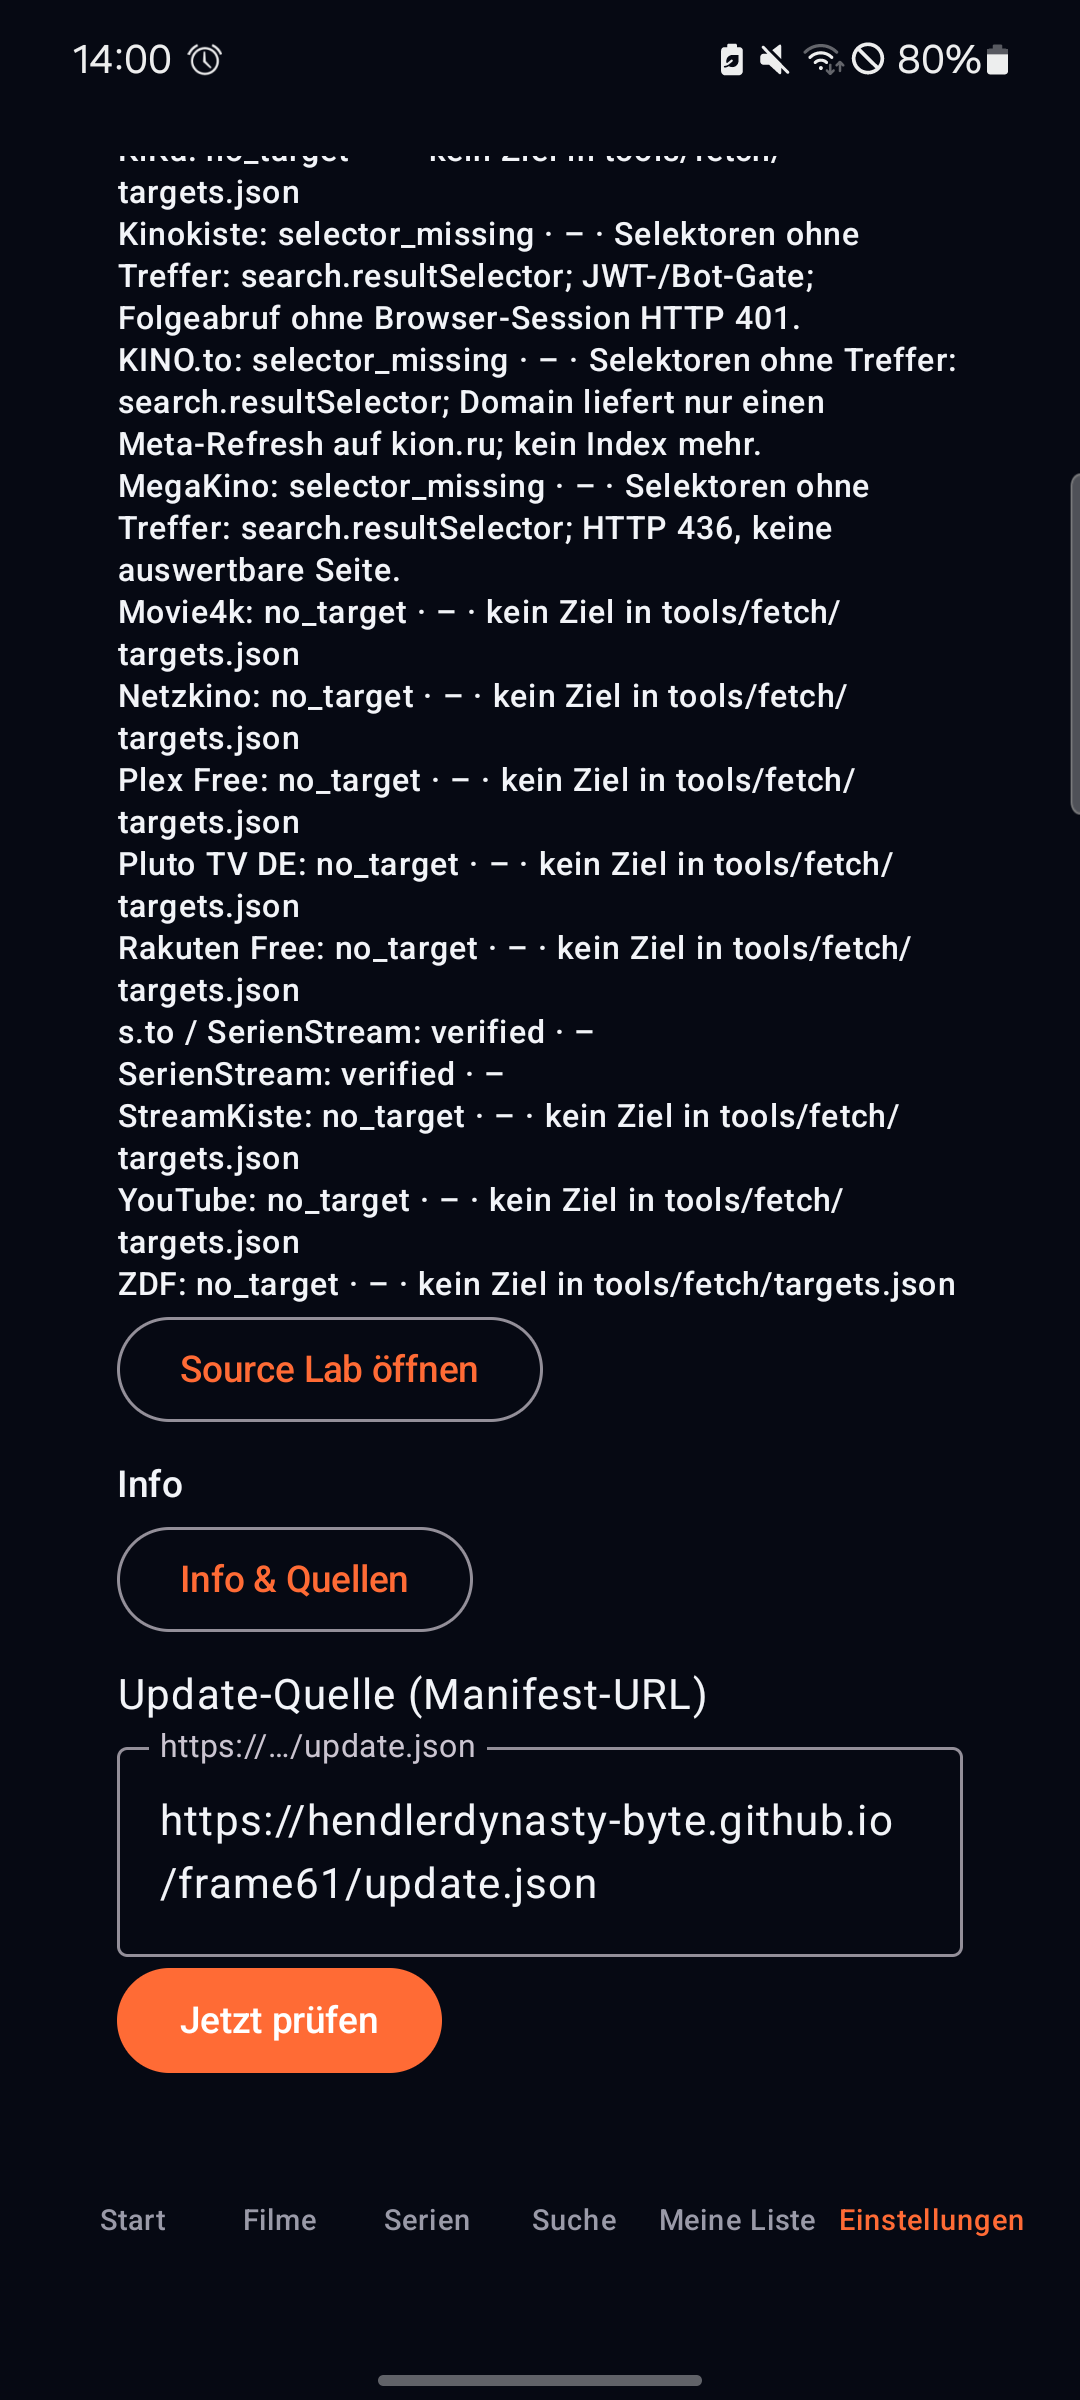 14:00
80%
KiKa: no_target · – · kein Ziel in tools/fetch/
targets.json
Kinokiste: selector_missing · – · Selektoren ohne
Treffer: search.resultSelector; JWT-/Bot-Gate;
Folgeabruf ohne Browser-Session HTTP 401.
KINO.to: selector_missing · – · Selektoren ohne Treffer:
search.resultSelector; Domain liefert nur einen
Meta-Refresh auf kion.ru; kein Index mehr.
MegaKino: selector_missing · – · Selektoren ohne
Treffer: search.resultSelector; HTTP 436, keine
auswertbare Seite.
Movie4k: no_target · – · kein Ziel in tools/fetch/
targets.json
Netzkino: no_target · – · kein Ziel in tools/fetch/
targets.json
Plex Free: no_target · – · kein Ziel in tools/fetch/
targets.json
Pluto TV DE: no_target · – · kein Ziel in tools/fetch/
targets.json
Rakuten Free: no_target · – · kein Ziel in tools/fetch/
targets.json
s.to / SerienStream: verified · –
SerienStream: verified · –
StreamKiste: no_target · – · kein Ziel in tools/fetch/
targets.json
YouTube: no_target · – · kein Ziel in tools/fetch/
targets.json
ZDF: no_target · – · kein Ziel in tools/fetch/targets.json
Source Lab öffnen
Info
Info & Quellen
Update-Quelle (Manifest-URL)
https://…/update.json
https://hendlerdynasty-byte.github.io
/frame61/update.json
Jetzt prüfen
Start
Filme
Serien
Suche
Meine Liste
Einstellungen